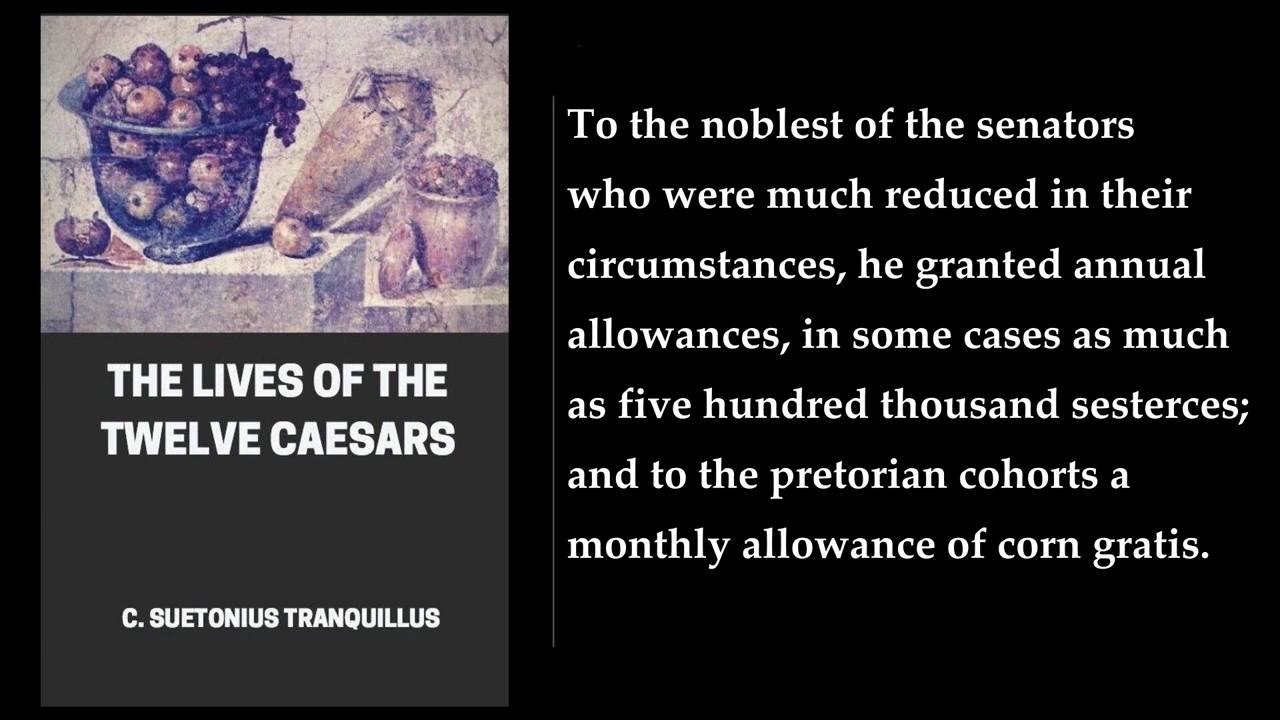 THE LIVES OF THE
TWELVE CAESARS
C. SUETONIUS TRANQUILLUS
To the noblest of the senators
who were much reduced in their
circumstances, he granted annual
allowances, in some cases as much
as five hundred thousand sesterces;
and to the pretorian cohorts a
monthly allowance of corn gratis.